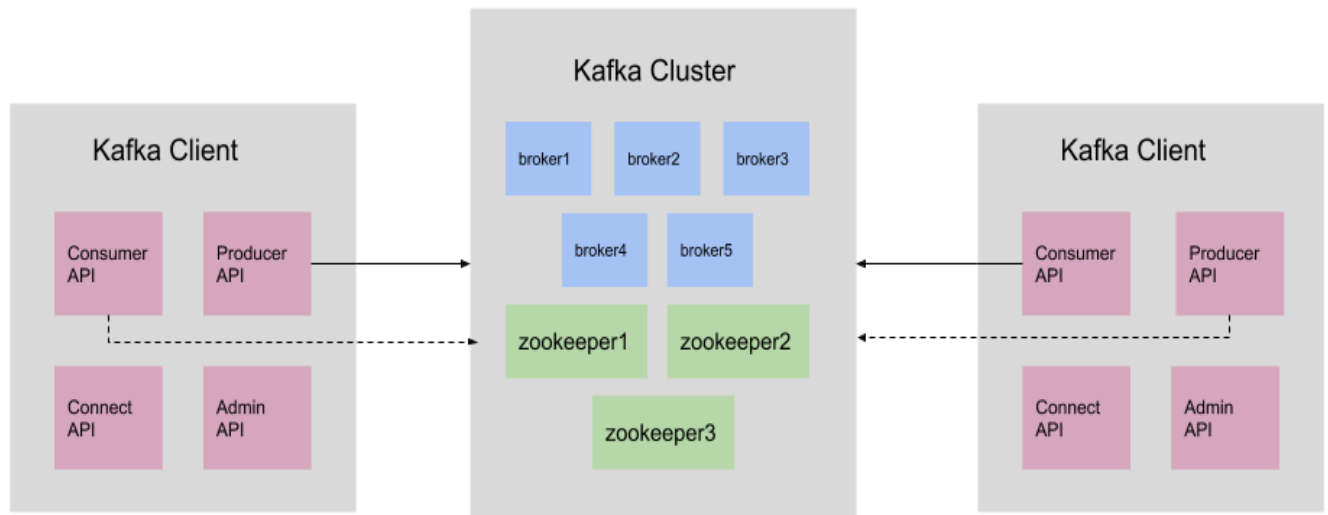 Kafka Client
Consumer
API
Producer
API
Connect
API
Admin
API
Kafka Cluster
broker1
broker2
broker3
broker4
broker5
zookeeper1
zookeeper2
zookeeper3
Kafka Client
Consumer
API
Producer
API
Connect
API
Admin
API